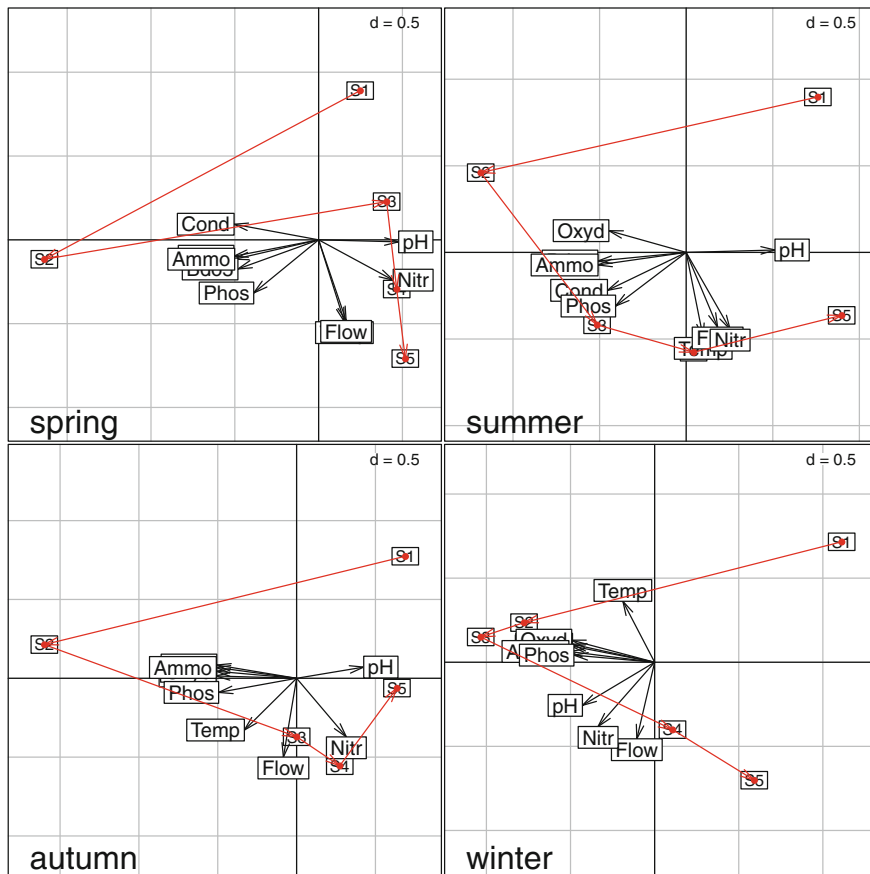 d = 0.5
S1
S3
Cond
pH
Ammo
S2
Bdo5
Nitr
S4
Phos
Flow
S5
spring
d = 0.5
S1
S2
Oxyd
pH
Ammo
Cond
Phos
S3
S5
Nitr
Temp
summer
d = 0.5
S1
S2
Ammo
pH
S5
Phos
Temp
S3
Nitr
S4
Flow
autumn
d = 0.5
S1
Temp
S2
S3
Oxyd
Phos
pH
S4
Nitr
Flow
S5
winter